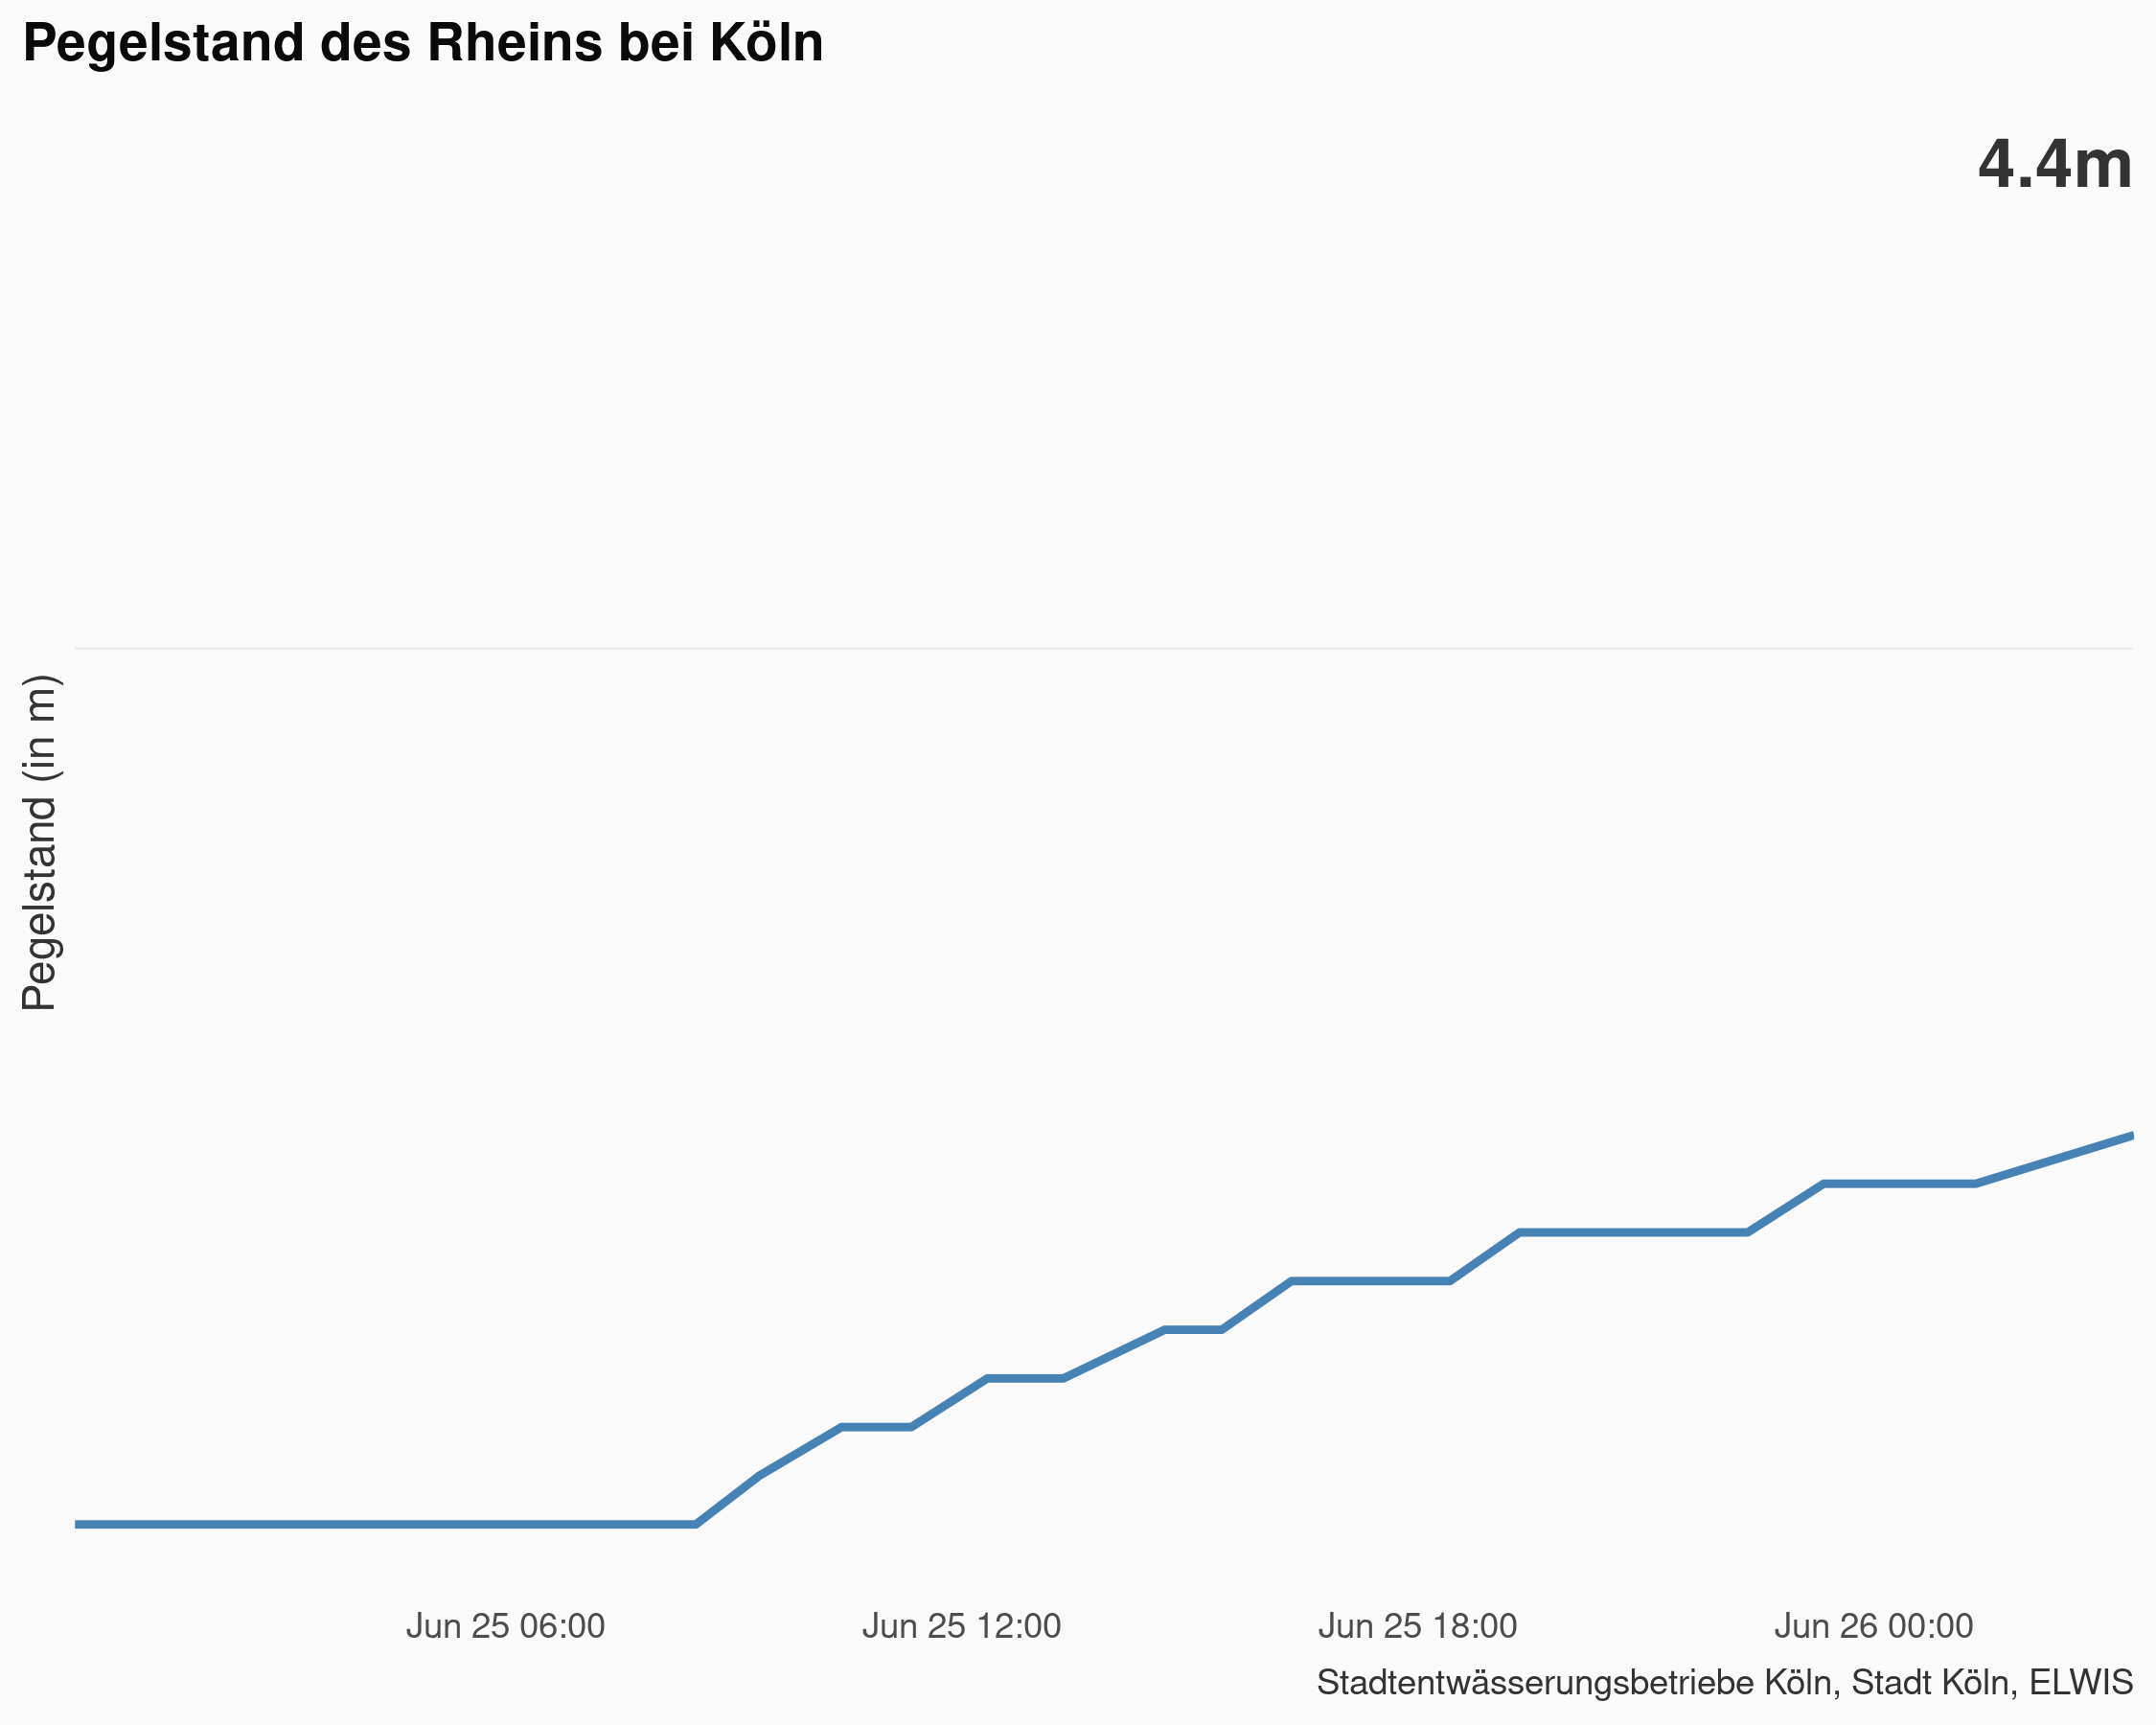 Pegelstand des Rheins bei Köln
4.4m
Pegelstand (in m)
Jun 25 06:00
Jun 25 12:00
Jun 25 18:00
Jun 26 00:00
Stadtentwässerungsbetriebe Köln, Stadt Köln, ELWIS